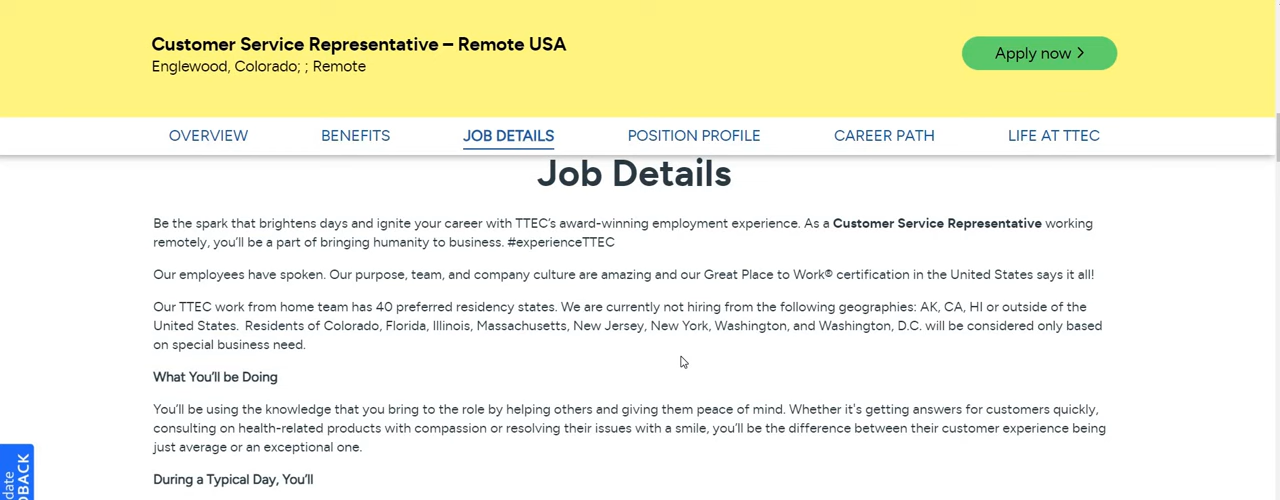 Customer Service Representative – Remote USA
Englewood, Colorado; ; Remote
Apply now
OVERVIEW
BENEFITS
JOB DETAILS
POSITION PROFILE
CAREER PATH
LIFE AT TTEC
Job Details
Be the spark that brightens days and ignite your career with TTEC’s award-winning employment experience. As a Customer Service Representative working
remotely, you’ll be a part of bringing humanity to business. #experienceTTEC
Our employees have spoken. Our purpose, team, and company culture are amazing and our Great Place to Work® certification in the United States says it all!
Our TTEC work from home team has 40 preferred residency states. We are currently not hiring from the following geographies: AK, CA, HI or outside of the
United States. Residents of Colorado, Florida, Illinois, Massachusetts, New Jersey, New York, Washington, and Washington, D.C. will be considered only based
on special business need.
What You’ll be Doing
You’ll be using the knowledge that you bring to the role by helping others and giving them peace of mind. Whether it's getting answers for customers quickly,
consulting on health-related products with compassion or resolving their issues with a smile, you’ll be the difference between their customer experience being
just average or an exceptional one.
During a Typical Day, You’ll